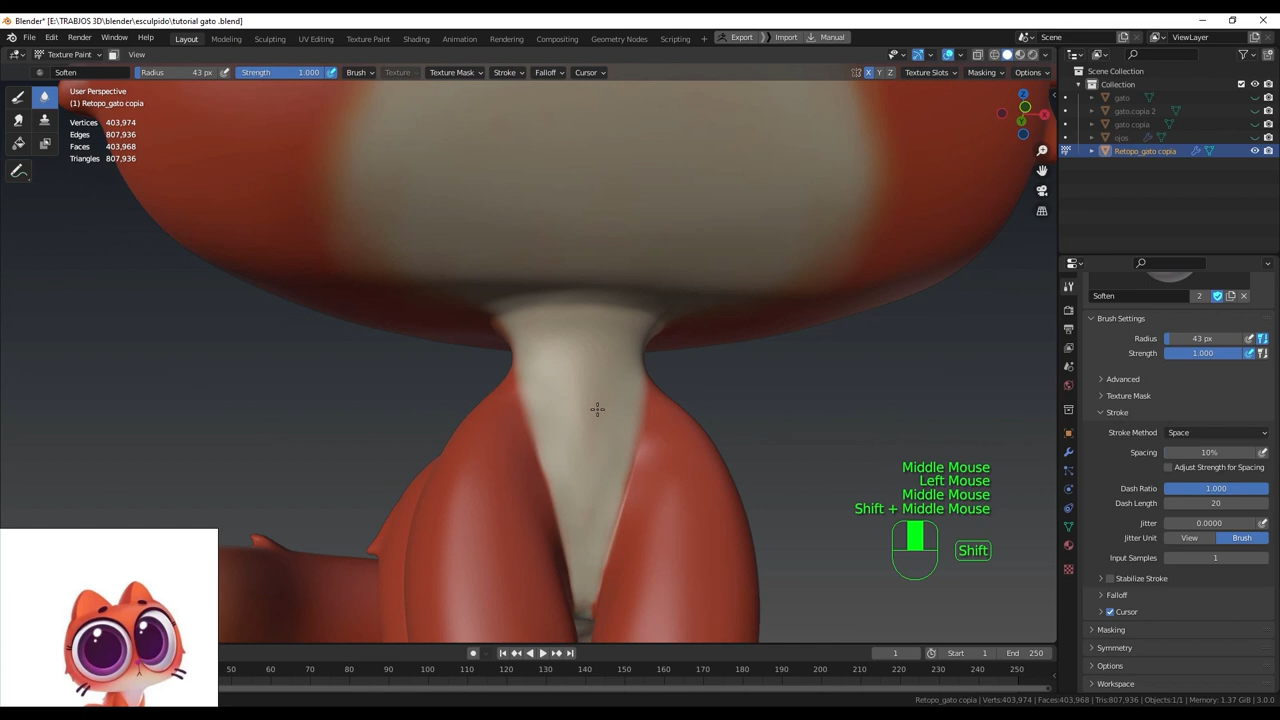 Blender* [E:\TRABJOS 3D\blender\esculpido\tutorial gato .blend]
File Edit Render Window Help Layout Modeling Sculpting UV Editing Texture Paint Shading Animation Rendering Compositing Geometry Nodes Scripting + Export Import Manual Scene ViewLayer
Texture Paint View
Soften Radius 43 px Strength 1.000 Brush Texture Texture Mask Stroke Falloff Cursor X Y Z Texture Slots Masking Options
User Perspective
(1) Retopo_gato copia
Vertices 403,974
Edges 807,936
Faces 403,968
Triangles 807,936
Z
X
Y
Scene Collection
Collection
gato
gato.copia 2
gato copia
ojos
Retopo_gato copia
Soften 2
Brush Settings
Radius 43 px
Strength 1.000
Advanced
Texture Mask
Stroke
Stroke Method Space
Spacing 10%
Adjust Strength for Spacing
Dash Ratio 1.000
Dash Length 20
Jitter 0.0000
Jitter Unit View Brush
Input Samples 1
Stabilize Stroke
Falloff
Cursor
Masking
Symmetry
Options
Workspace
Middle Mouse
Left Mouse
Middle Mouse
Shift + Middle Mouse
Shift
1 Start 1 End 250
50 60 70 80 90 100 110 120 130 140 150 160 170 180 190 200 210 220 230 240 250
Retopo_gato copia | Verts:403,974 | Faces:403,968 | Tris:807,936 | Objects:1/1 | Memory: 1.37 GiB | 3.0.0